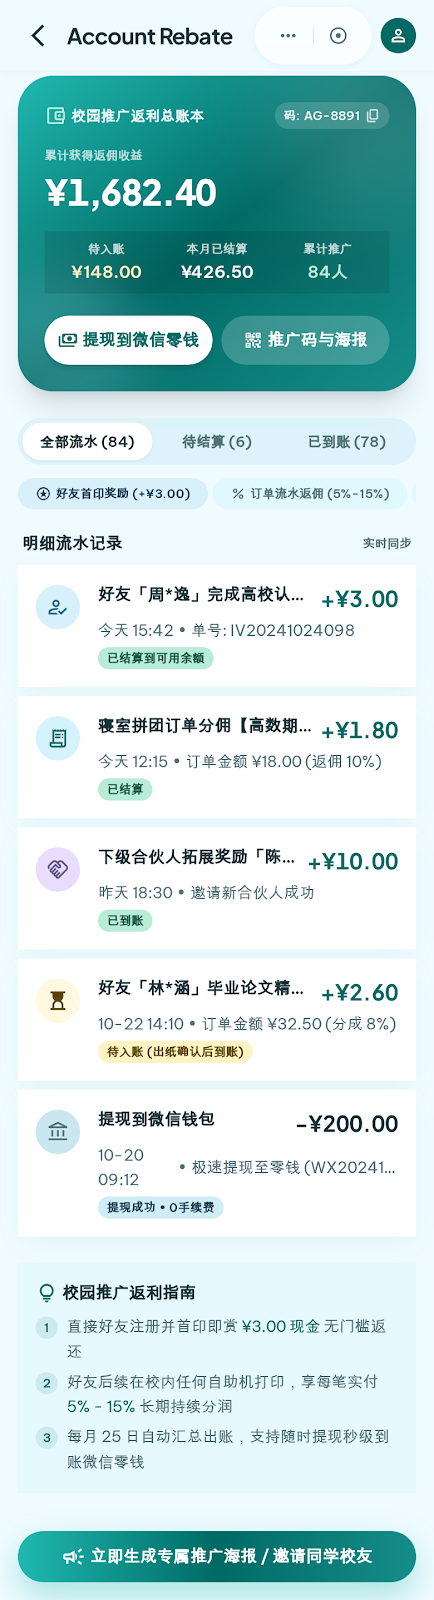 Account Rebate
校园推广返利总账本
码: AG-8891
累计获得返佣收益
¥1,682.40
待入账 本月已结算 累计推广
¥148.00 ¥426.50 84人
提现到微信零钱 推广码与海报
全部流水 (84) 待结算 (6) 已到账 (78)
好友首印奖励 (+¥3.00) 订单流水返佣 (5%-15%)
明细流水记录 实时同步
好友「周*逸」完成高校认... +¥3.00
今天 15:42 • 单号: IV20241024098
已结算到可用余额
寝室拼团订单分佣【高数期... +¥1.80
今天 12:15 • 订单金额 ¥18.00 (返佣 10%)
已结算
下级合伙人拓展奖励「陈... +¥10.00
昨天 18:30 • 邀请新合伙人成功
已到账
好友「林*涵」毕业论文精... +¥2.60
10-22 14:10 • 订单金额 ¥32.50 (分成 8%)
待入账 (出纸确认后到账)
提现到微信钱包 -¥200.00
10-20
09:12 • 极速提现至零钱 (WX20241...
提现成功 • 0手续费
校园推广返利指南
1 直接好友注册并首印即赏 ¥3.00 现金 无门槛返
还
2 好友后续在校内任何自助机打印，享每笔实付
5% - 15% 长期持续分润
3 每月 25 日自动汇总出账，支持随时提现秒级到
账微信零钱
立即生成专属推广海报 / 邀请同学校友